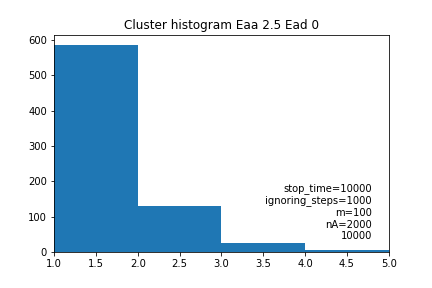 Cluster histogram Eaa 2.5 Ead 0
600
500
400
300
200
100
0
stop_time=10000
ignoring_steps=1000
m=100
nA=2000
10000
1.0 1.5 2.0 2.5 3.0 3.5 4.0 4.5 5.0